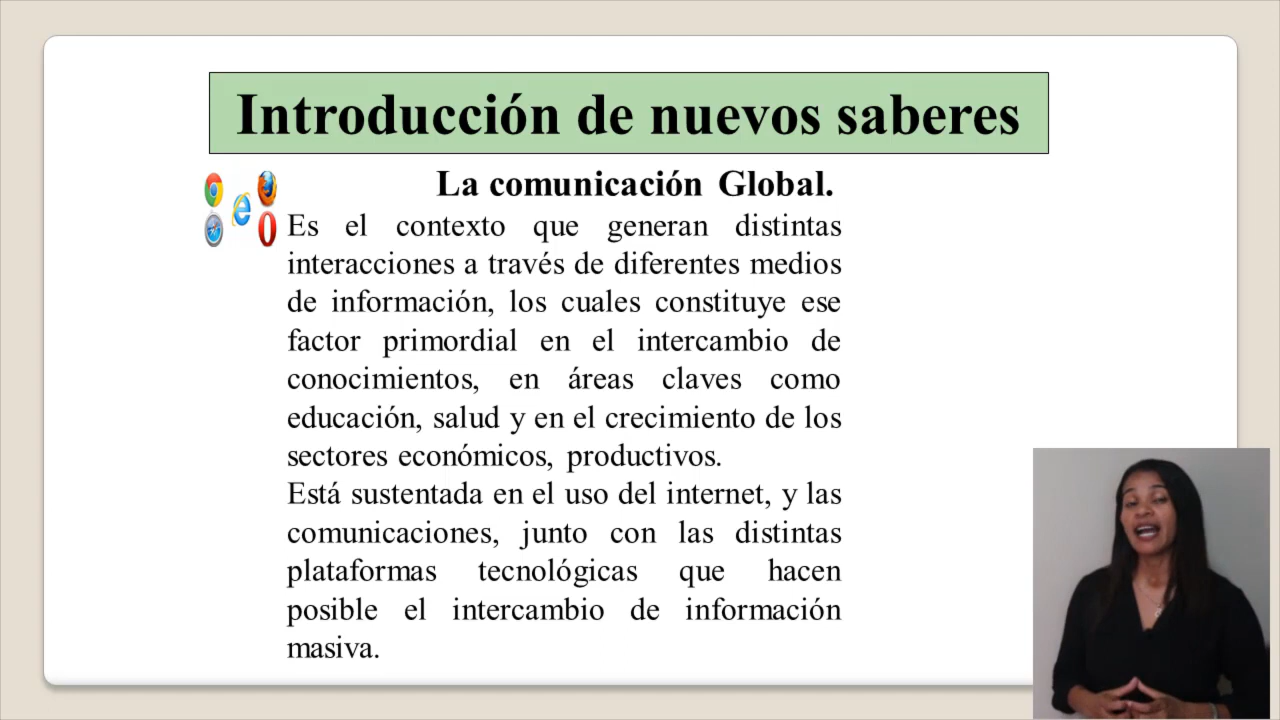 Introducción de nuevos saberes
La comunicación Global.
Es el contexto que generan distintas
interacciones a través de diferentes medios
de información, los cuales constituye ese
factor primordial en el intercambio de
conocimientos, en áreas claves como
educación, salud y en el crecimiento de los
sectores económicos, productivos.
Está sustentada en el uso del internet, y las
comunicaciones, junto con las distintas
plataformas tecnológicas que hacen
posible el intercambio de información
masiva.